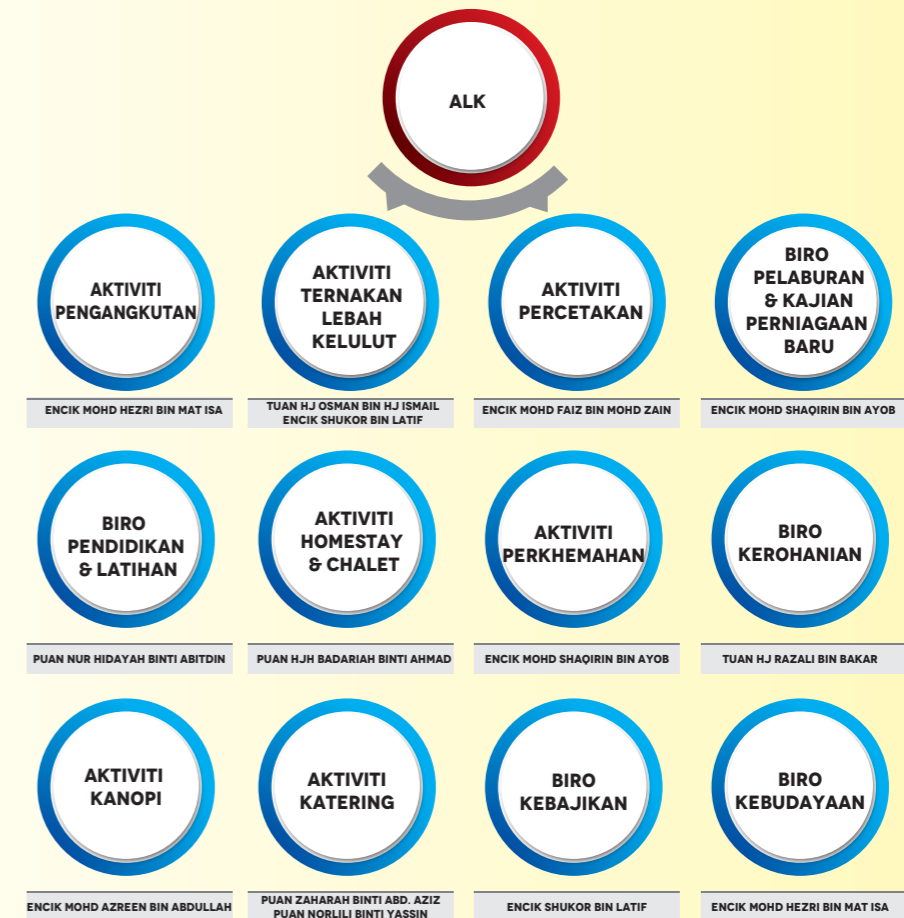 ALK
AKTIVITI
PENGANGKUTAN
ENCIK MOHD HEZRI BIN MAT ISA
AKTIVITI
TERNAKAN
LEBAH
KELULUT
TUAN HJ OSMAN BIN HJ ISMAIL
ENCIK SHUKOR BIN LATIF
AKTIVITI
PERCETAKAN
ENCIK MOHD FAIZ BIN MOHD ZAIN
BIRO
PELABURAN
& KAJIAN
PERNIAGAAN
BARU
ENCIK MOHD SHAQIRIN BIN AYOB
BIRO
PENDIDIKAN
& LATIHAN
PUAN NUR HIDAYAH BINTI ABITDIN
AKTIVITI
HOMESTAY
& CHALET
PUAN HJH BADARIAH BINTI AHMAD
AKTIVITI
PERKHEMAHAN
ENCIK MOHD SHAQIRIN BIN AYOB
BIRO
KEROHANIAN
TUAN HJ RAZALI BIN BAKAR
AKTIVITI
KANOPI
ENCIK MOHD AZREEN BIN ABDULLAH
AKTIVITI
KATERING
PUAN ZAHARAH BINTI ABD. AZIZ
PUAN NORLILI BINTI YASSIN
BIRO
KEBAJIKAN
ENCIK SHUKOR BIN LATIF
BIRO
KEBUDAYAAN
ENCIK MOHD HEZRI BIN MAT ISA